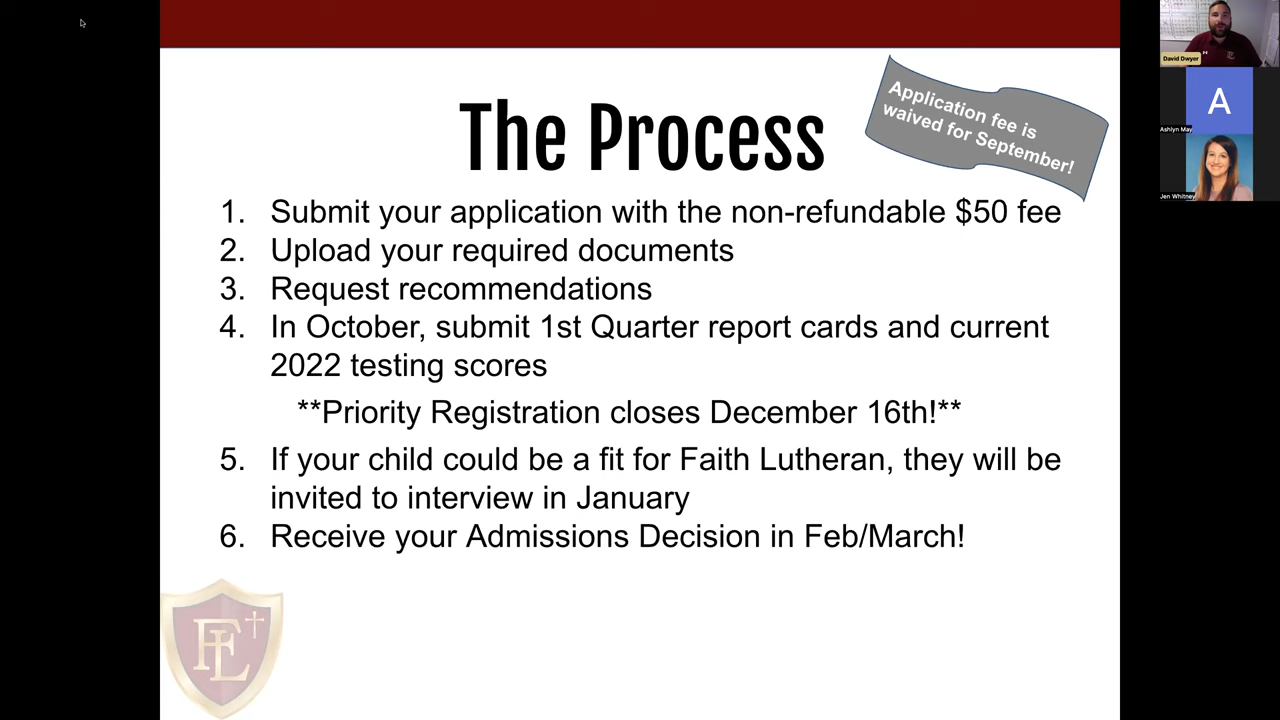 The Process
Application fee is
waived for September!
1. Submit your application with the non-refundable $50 fee
2. Upload your required documents
3. Request recommendations
4. In October, submit 1st Quarter report cards and current
2022 testing scores
**Priority Registration closes December 16th!**
5. If your child could be a fit for Faith Lutheran, they will be
invited to interview in January
6. Receive your Admissions Decision in Feb/March!
FL
David Dwyer
A
Ashlyn May
Jen Whitney